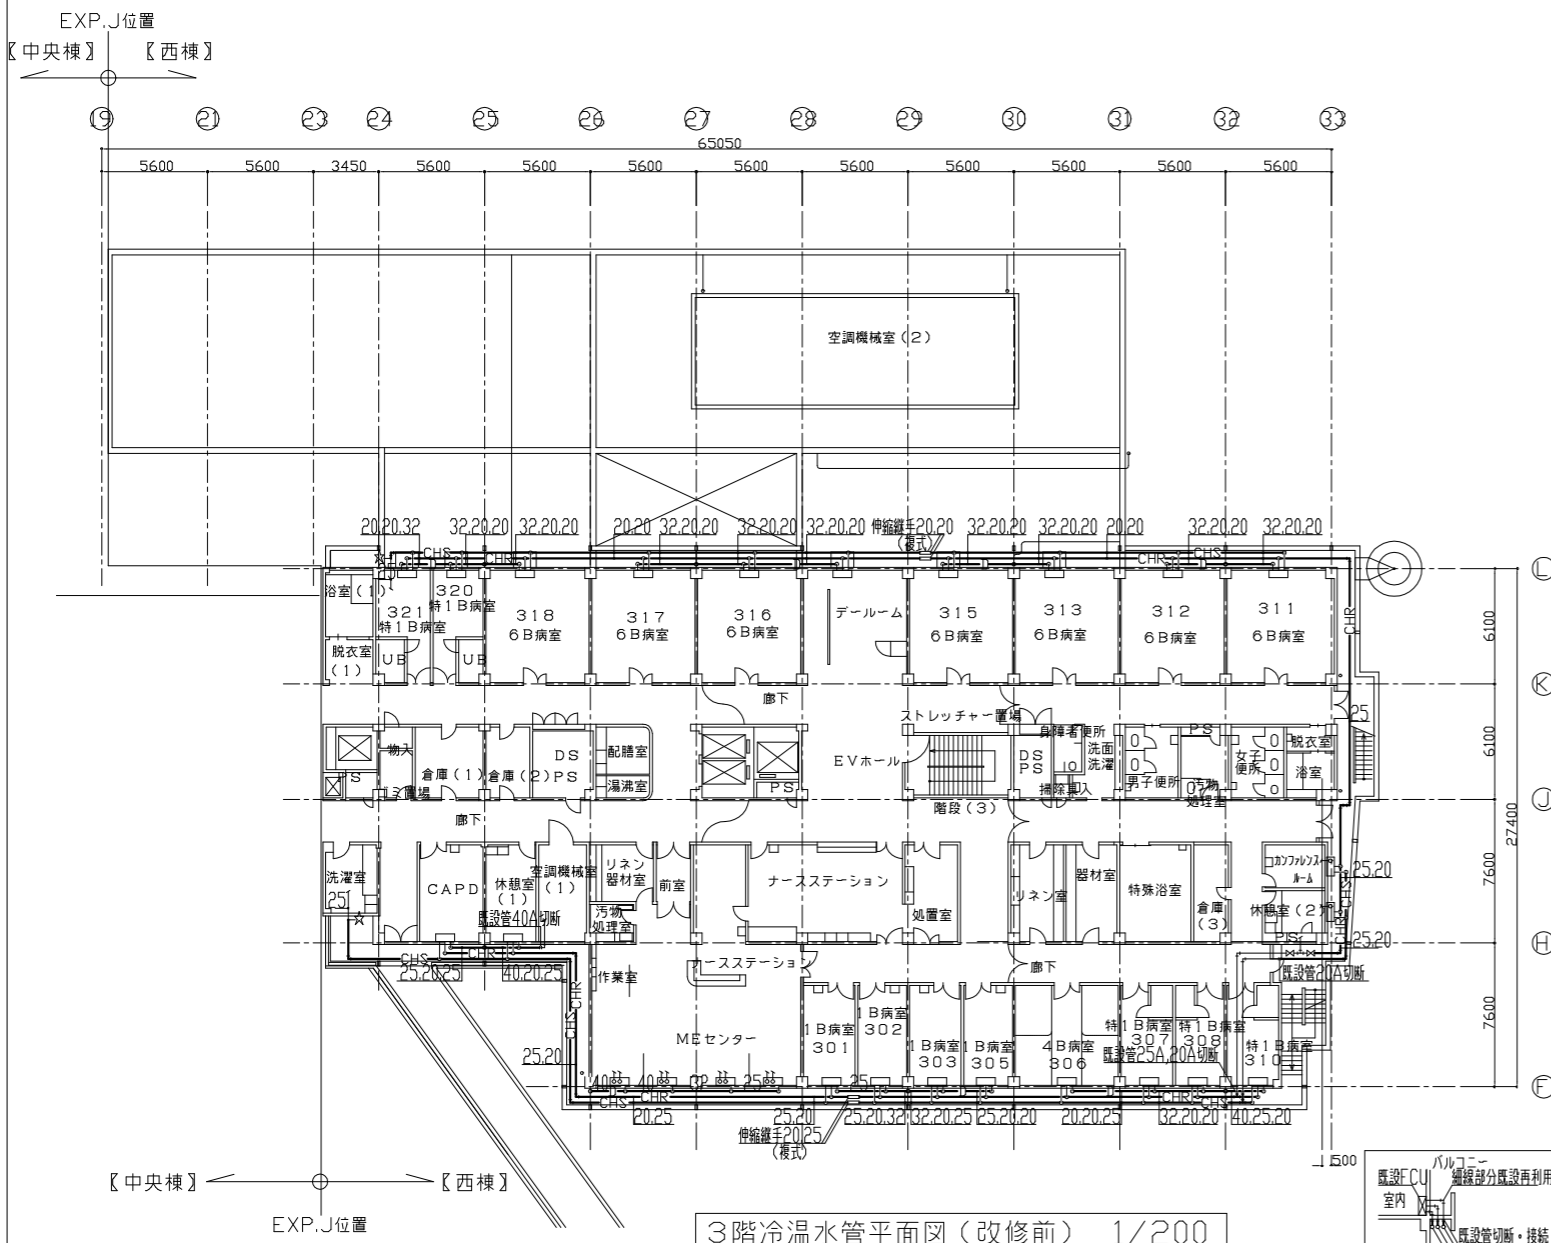 EXP.J位置
〖中央棟〗 〖西棟〗
19 21 23 24 25 26 27 28 29 30 31 32 33
65050
5600 5600 3450 5600 5600 5600 5600 5600 5600 5600 5600 5600
空調機械室(2)
20,20,32 32,20,20 32,20,20 20,20 32,20,20 32,20,20 32,20,20 伸縮継手20,20 32,20,20 32,20,20 20,20 32,20,20 32,20,20
(複式)
CHS CHS CHR CHS
L
浴室(1) 321 320 318 317 316 デールーム 315 313 312 311
特1B病室 特1B病室 6B病室 6B病室 6B病室 6B病室 6B病室 6B病室 6B病室
CHR
6100
脱衣室
(1)
UB UB
K
廊下
ストレッチャー置場
25
身障者便所
PS
物入 倉庫(1) 倉庫(2) DS
PS
配膳室
湯沸室
EVホール
DS
PS
洗面
洗濯
男子便所
女子
便所
脱衣室
浴室
6100
PS
ゴミ置場
PS
掃除具入
汚物
処理室
階段(3)
J
廊下
27400
洗濯室
25
CAPD
休憩室
(1)
既設管40A切断
空調機械室
(1)
リネン
器材室
前室
汚物
処理室
ナースステーション
処置室
リネン室
器材室
特殊浴室
倉庫
(3)
カンファレンス
ルーム
休憩室(2)
PS
25,20
CHS
CHR
7600
H
25,20
既設管20A切断
CHS CHR
25,20,25 40,20,25
作業室
ナースステーション
廊下
CHR
CHS
MEセンター
1B病室
301
1B病室
302
1B病室
303
1B病室
305
4B病室
306
特1B病室
307
特1B病室
308
特1B病室
310
既設管25A,20A切断
7600
25,20
40 40 32 25 25
F
CHS CHR CHR CHS
20,25 25,20 25,20,32 32,20,25 25,20,20 20,20,25 32,20,20 40,25,20
伸縮継手20,25
(複式)
1500
〖中央棟〗 〖西棟〗
EXP.J位置
バルコニー
既設FCU 細線部分既設再利用
室内
既設管切断・接続
3階冷温水管平面図(改修前) 1/200